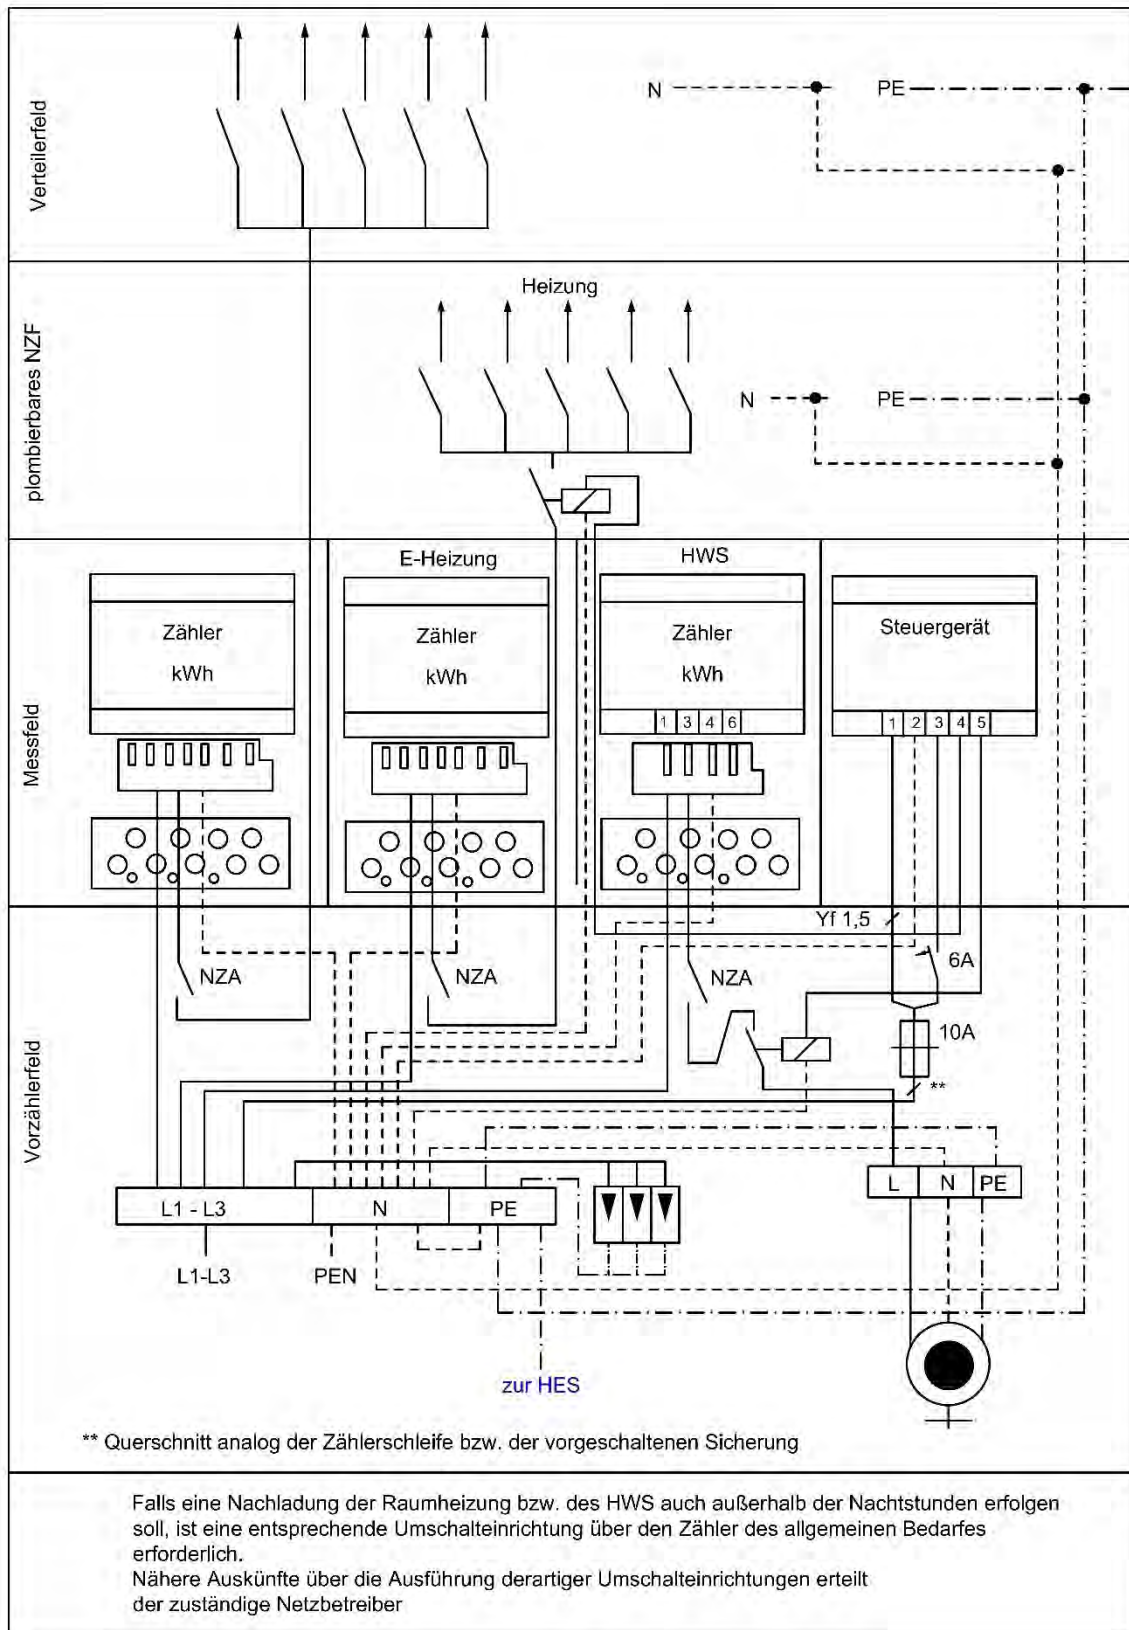 Verteilerfeld
N
PE
plombierbares NZF
Heizung
N
PE
Messfeld
E-Heizung
HWS
Zähler
kWh
Zähler
kWh
Zähler
kWh
1 3 4 6
Steuergerät
1 2 3 4 5
Vorzählerfeld
Yf 1,5
NZA
NZA
NZA
6A
10A
**
L1 - L3
N
PE
L N PE
L1-L3
PEN
zur HES
** Querschnitt analog der Zählerschleife bzw. der vorgeschaltenen Sicherung
Falls eine Nachladung der Raumheizung bzw. des HWS auch außerhalb der Nachtstunden erfolgen
soll, ist eine entsprechende Umschalteinrichtung über den Zähler des allgemeinen Bedarfes
erforderlich.
Nähere Auskünfte über die Ausführung derartiger Umschalteinrichtungen erteilt
der zuständige Netzbetreiber